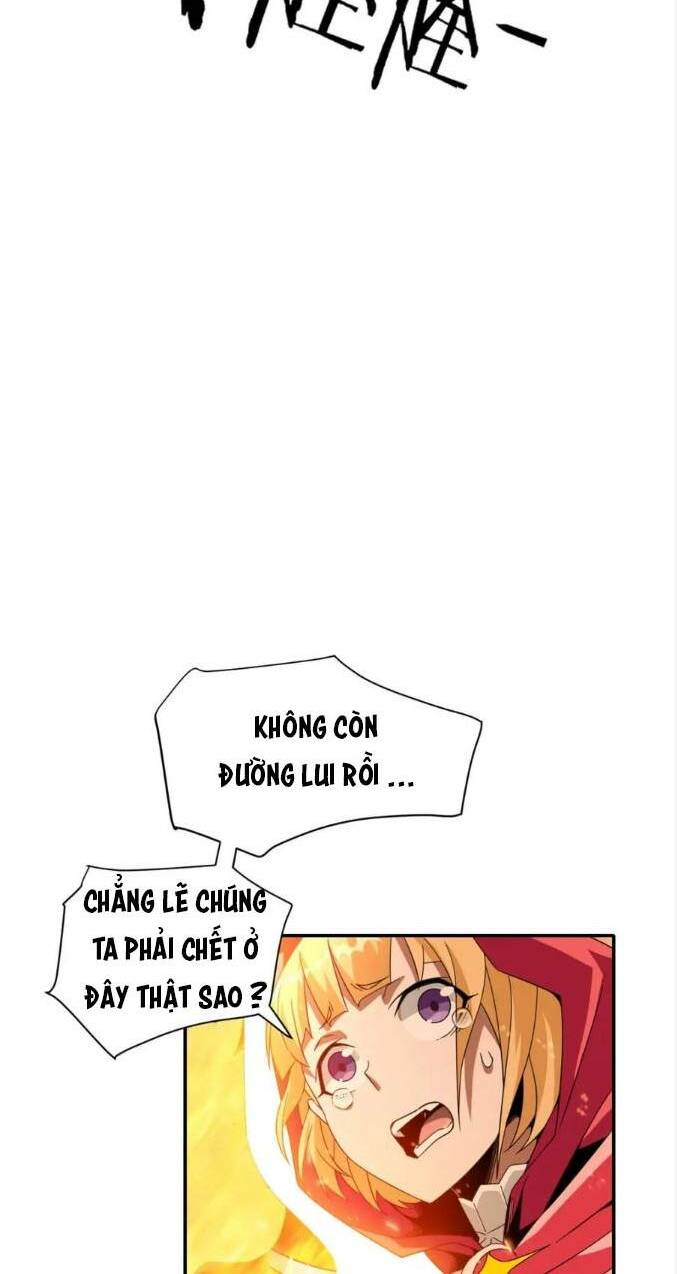 KHÔNG CÒN
ĐƯỜNG LUI RỒI ...
CHẲNG LẼ CHÚNG
TA PHẢI CHẾT Ở
ĐÂY THẬT SAO ?